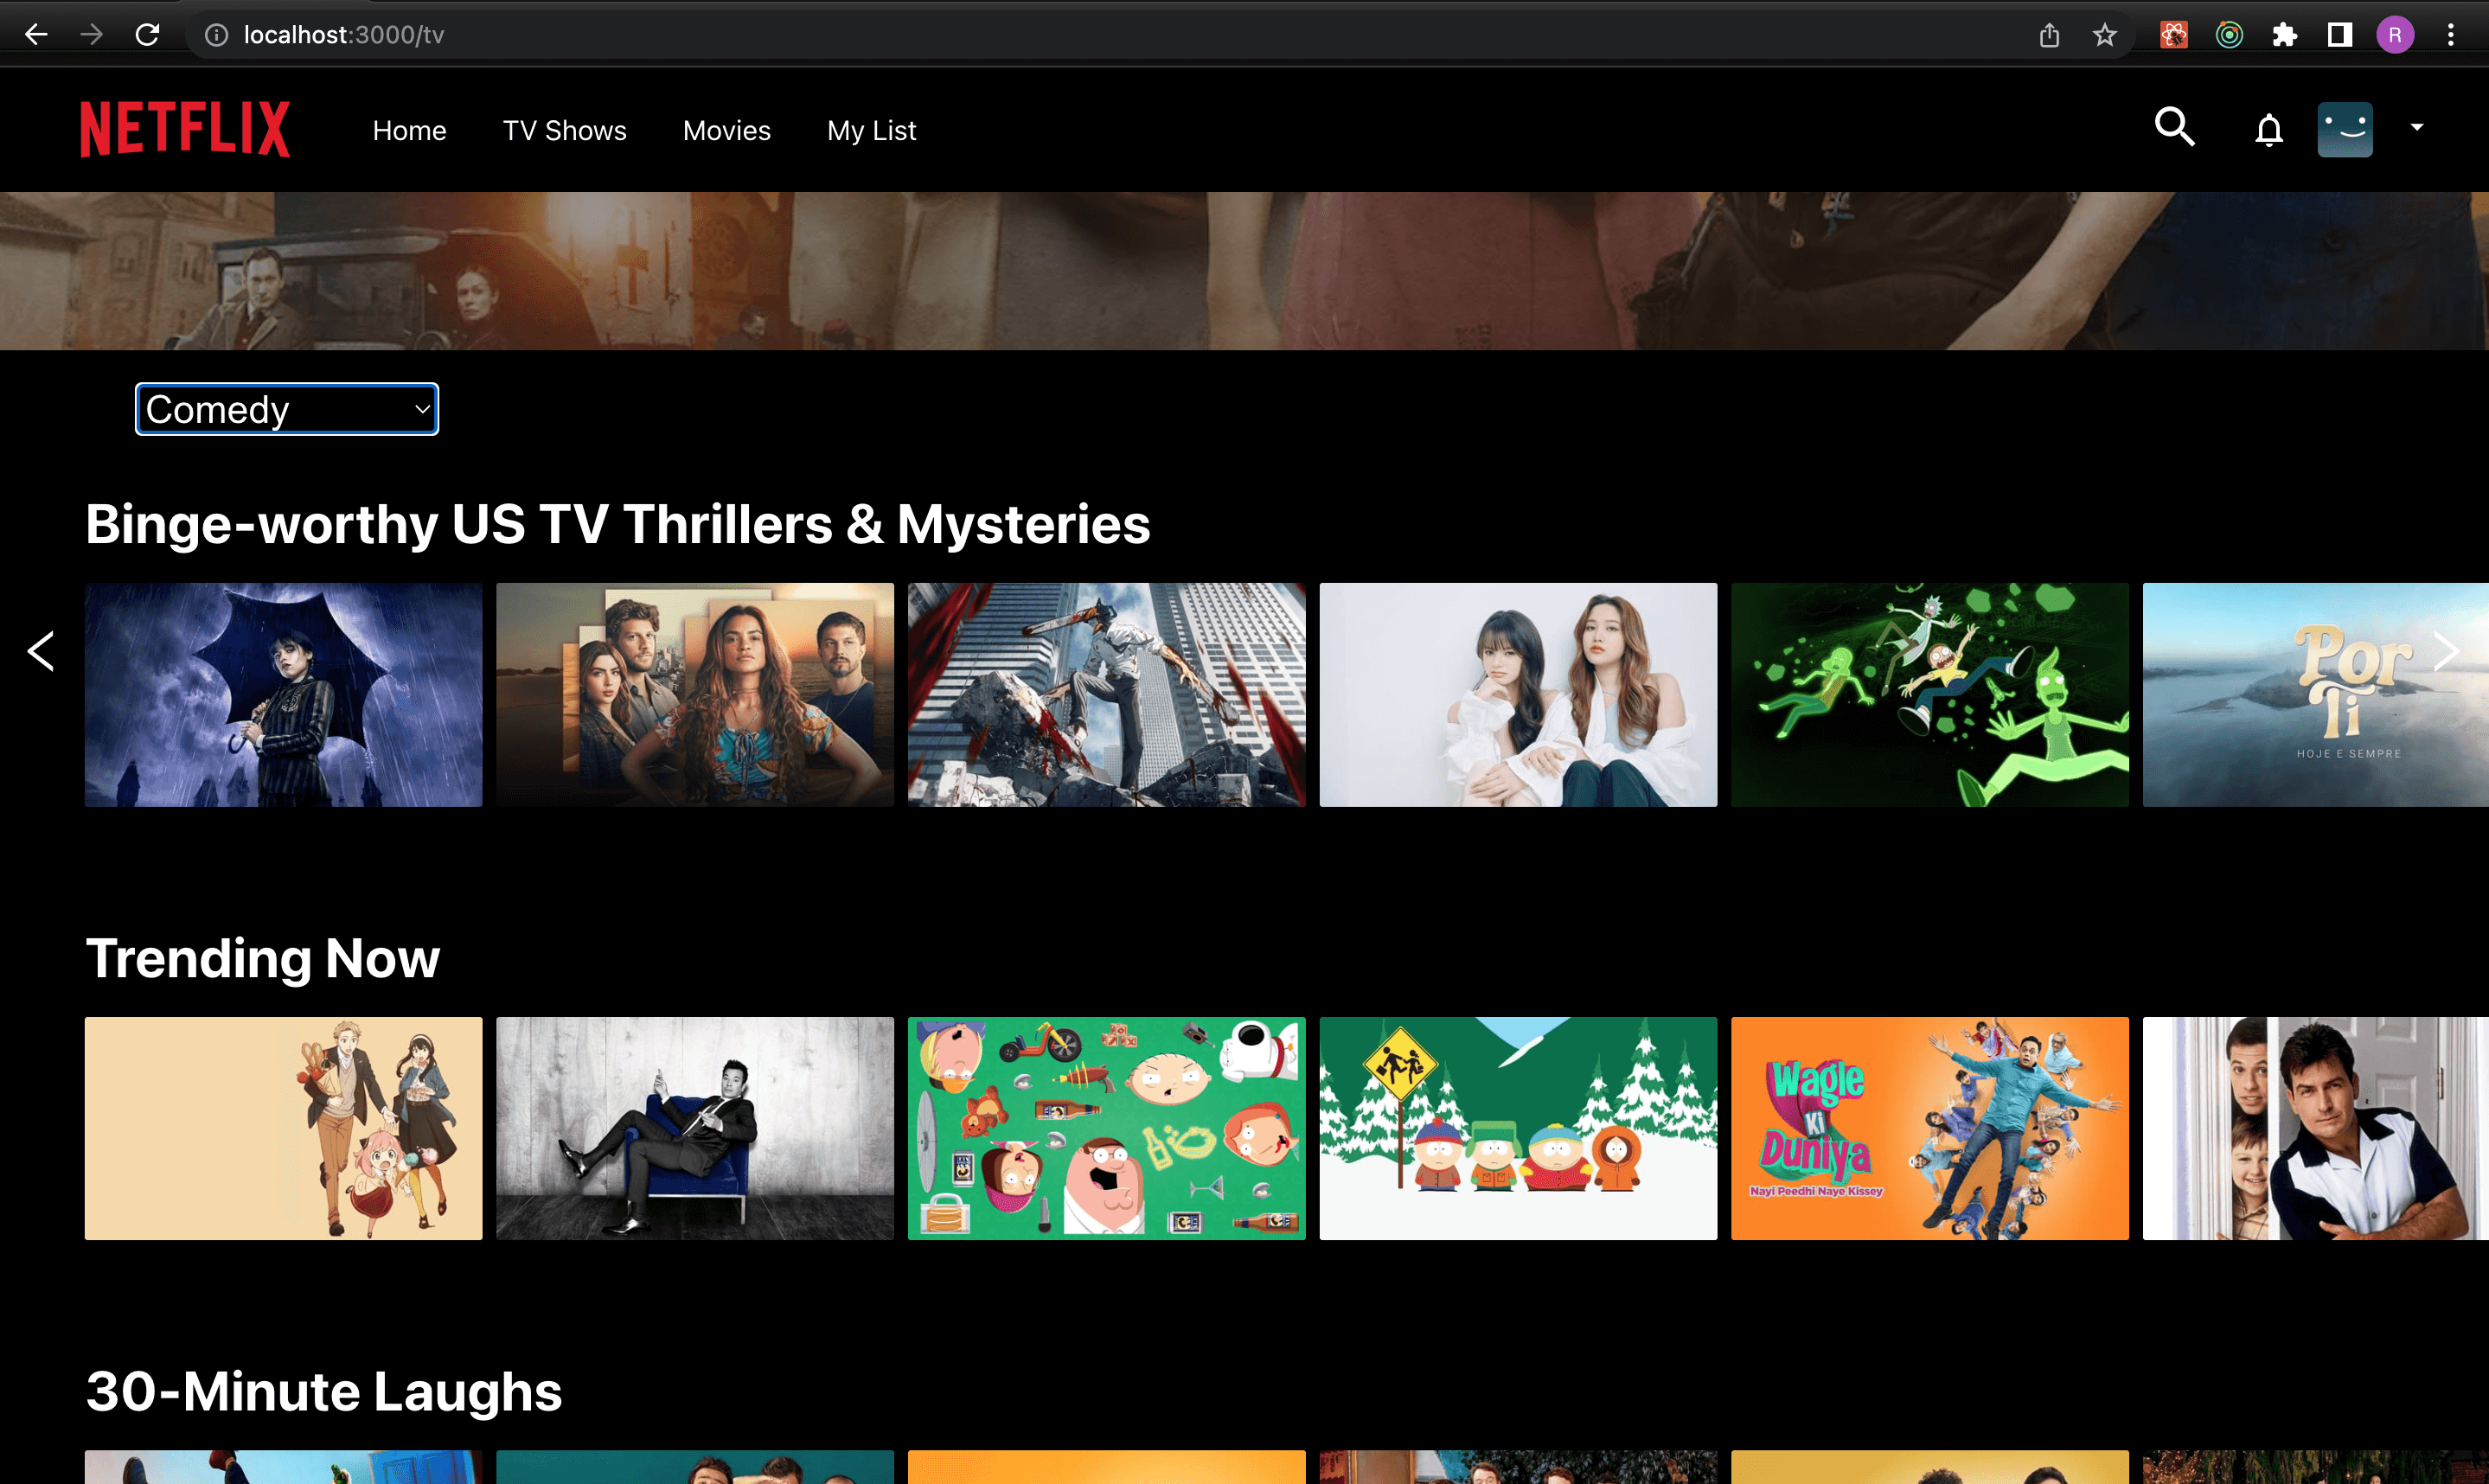 localhost:3000/tv
R
NETFLIX
Home
TV Shows
Movies
My List
Comedy
Binge-worthy US TV Thrillers & Mysteries
Por
Ti
HOJE E SEMPRE
Trending Now
Wagle
Ki
Duniya
Nayi Peedhi Naye Kissey
30-Minute Laughs